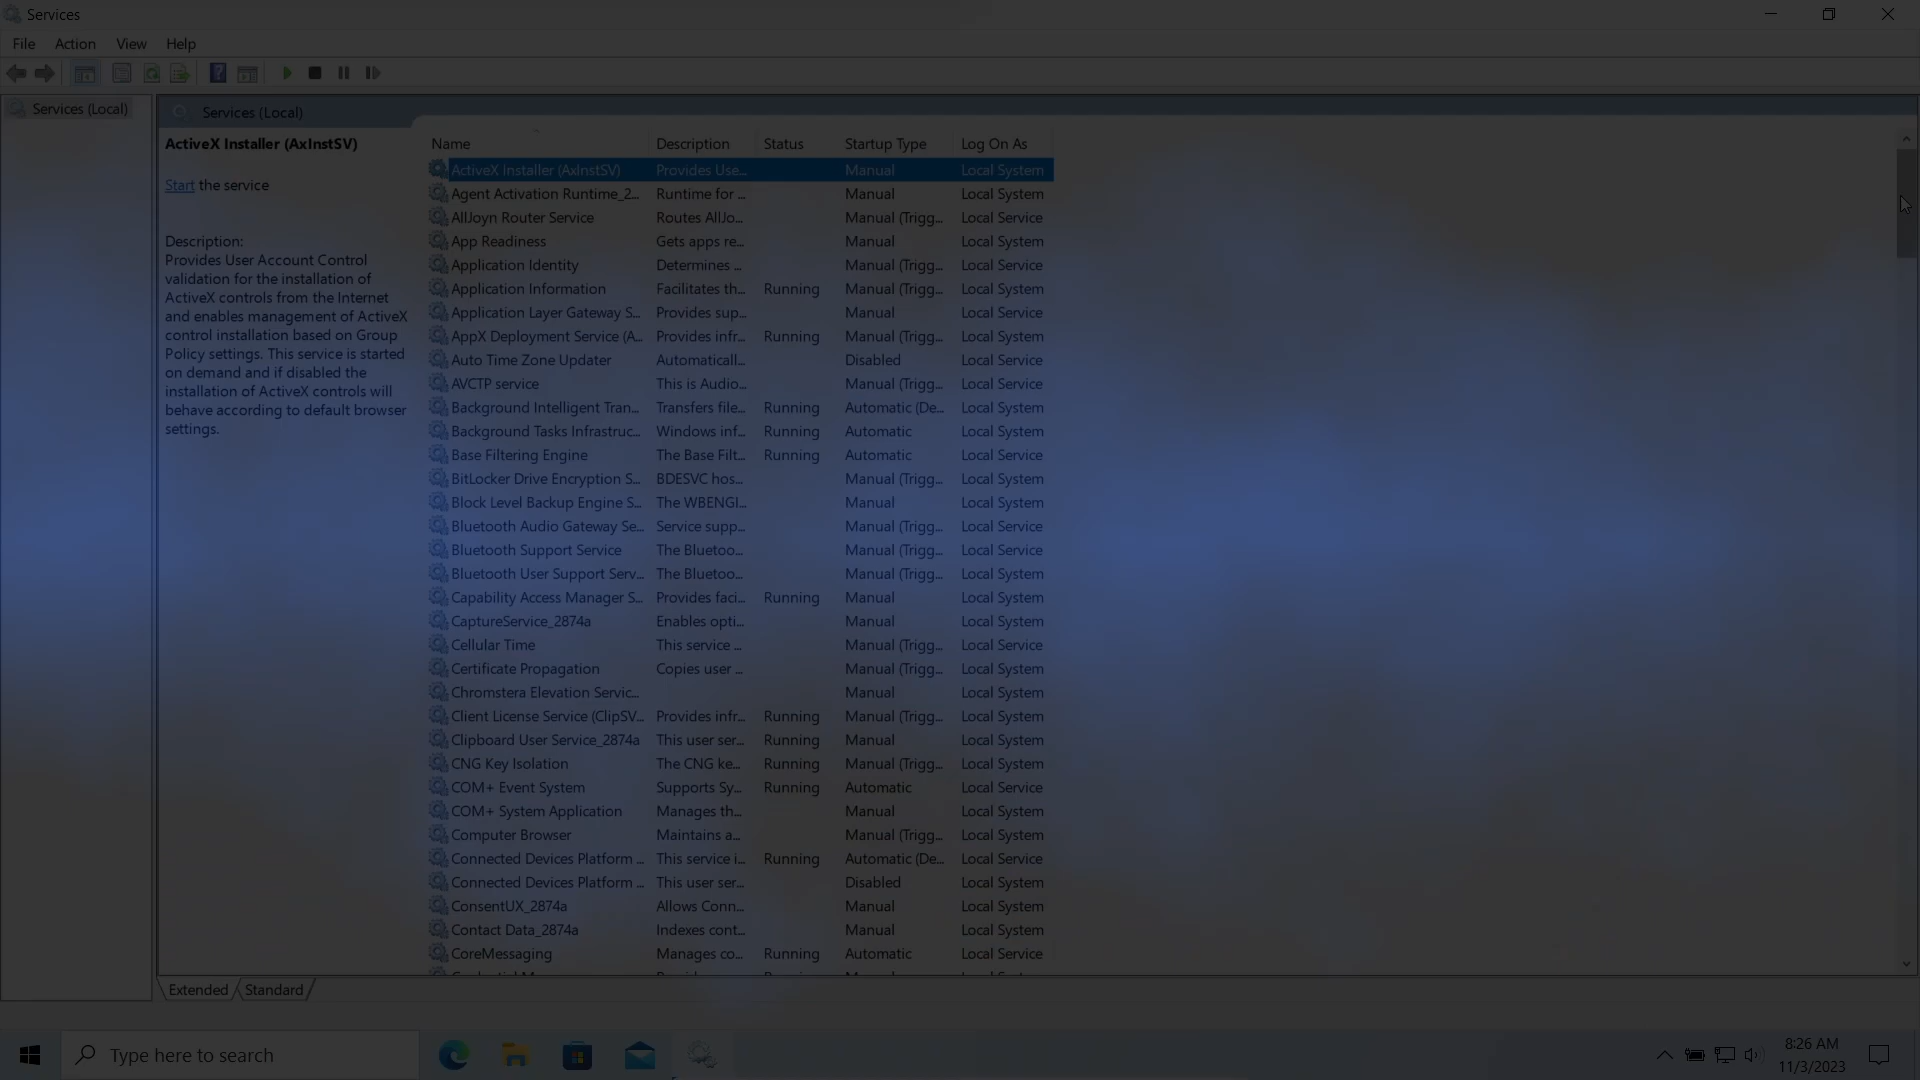 Services
File Action View Help
Services (Local)
Services (Local)
ActiveX Installer (AxInstSV)
Start the service
Description:
Provides User Account Control
validation for the installation of
ActiveX controls from the Internet
and enables management of ActiveX
control installation based on Group
Policy settings. This service is started
on demand and if disabled the
installation of ActiveX controls will
behave according to default browser
settings.
Name Description Status Startup Type Log On As
ActiveX Installer (AxInstSV) Provides Use... Manual Local System
Agent Activation Runtime_2... Runtime for ... Manual Local System
AllJoyn Router Service Routes AllJo... Manual (Trigg... Local Service
App Readiness Gets apps re... Manual Local System
Application Identity Determines ... Manual (Trigg... Local Service
Application Information Facilitates th... Running Manual (Trigg... Local System
Application Layer Gateway S... Provides sup... Manual Local Service
AppX Deployment Service (A... Provides infr... Running Manual (Trigg... Local System
Auto Time Zone Updater Automaticall... Disabled Local Service
AVCTP service This is Audio... Manual (Trigg... Local Service
Background Intelligent Tran... Transfers file... Running Automatic (De... Local System
Background Tasks Infrastruc... Windows inf... Running Automatic Local System
Base Filtering Engine The Base Filt... Running Automatic Local Service
BitLocker Drive Encryption S... BDESVC hos... Manual (Trigg... Local System
Block Level Backup Engine S... The WBENGI... Manual Local System
Bluetooth Audio Gateway Se... Service supp... Manual (Trigg... Local Service
Bluetooth Support Service The Bluetoo... Manual (Trigg... Local Service
Bluetooth User Support Serv... The Bluetoo... Manual (Trigg... Local System
Capability Access Manager S... Provides faci... Running Manual Local System
CaptureService_2874a Enables opti... Manual Local System
Cellular Time This service ... Manual (Trigg... Local Service
Certificate Propagation Copies user ... Manual (Trigg... Local System
Chromstera Elevation Servic... Manual Local System
Client License Service (ClipSV... Provides infr... Running Manual (Trigg... Local System
Clipboard User Service_2874a This user ser... Running Manual Local System
CNG Key Isolation The CNG ke... Running Manual (Trigg... Local System
COM+ Event System Supports Sy... Running Automatic Local Service
COM+ System Application Manages th... Manual Local System
Computer Browser Maintains a... Manual (Trigg... Local System
Connected Devices Platform ... This service i... Running Automatic (De... Local Service
Connected Devices Platform ... This user ser... Disabled Local System
ConsentUX_2874a Allows Conn... Manual Local System
Contact Data_2874a Indexes cont... Manual Local System
CoreMessaging Manages co... Running Automatic Local Service
Extended Standard
Type here to search
8:26 AM
11/3/2023